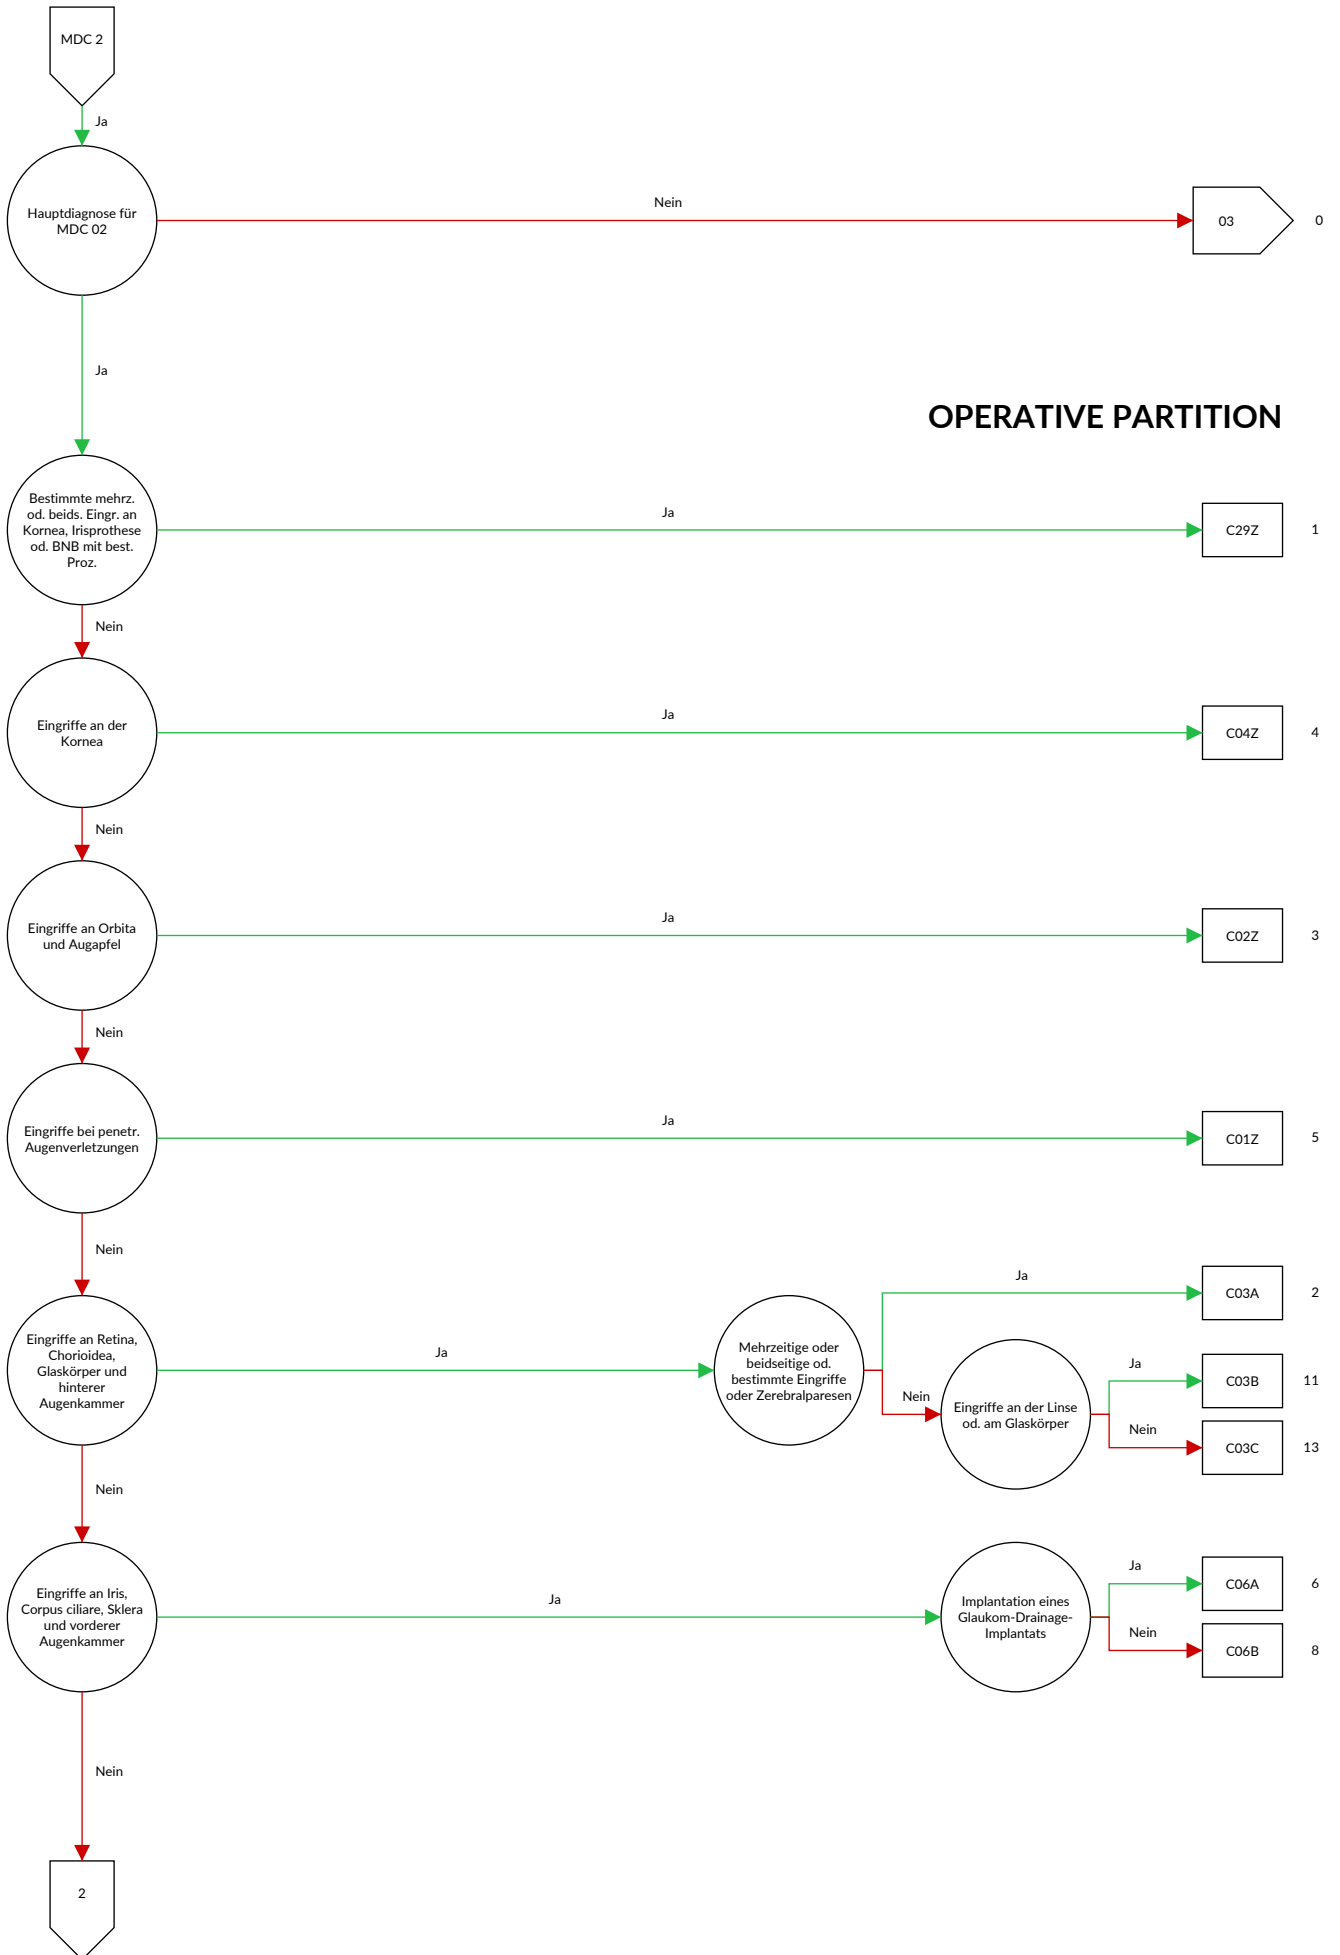 MDC 2
Ja
Hauptdiagnose für
MDC 02
Nein
03
0
Ja
OPERATIVE PARTITION
Bestimmte mehrz.
od. beids. Eingr. an
Kornea, Irisprothese
od. BNB mit best.
Proz.
Ja
C29Z
1
Nein
Eingriffe an der
Kornea
Ja
C04Z
4
Nein
Eingriffe an Orbita
und Augapfel
Ja
C02Z
3
Nein
Eingriffe bei penetr.
Augenverletzungen
Ja
C01Z
5
Nein
Eingriffe an Retina,
Chorioidea,
Glaskörper und
hinterer
Augenkammer
Ja
Mehrzeitige oder
beidseitige od.
bestimmte Eingriffe
oder Zerebralparesen
Ja
C03A
2
Nein
Eingriffe an der Linse
od. am Glaskörper
Ja
C03B
11
Nein
C03C
13
Nein
Eingriffe an Iris,
Corpus ciliare, Sklera
und vorderer
Augenkammer
Ja
Implantation eines
Glaukom-Drainage-
Implantats
Ja
C06A
6
Nein
C06B
8
Nein
2